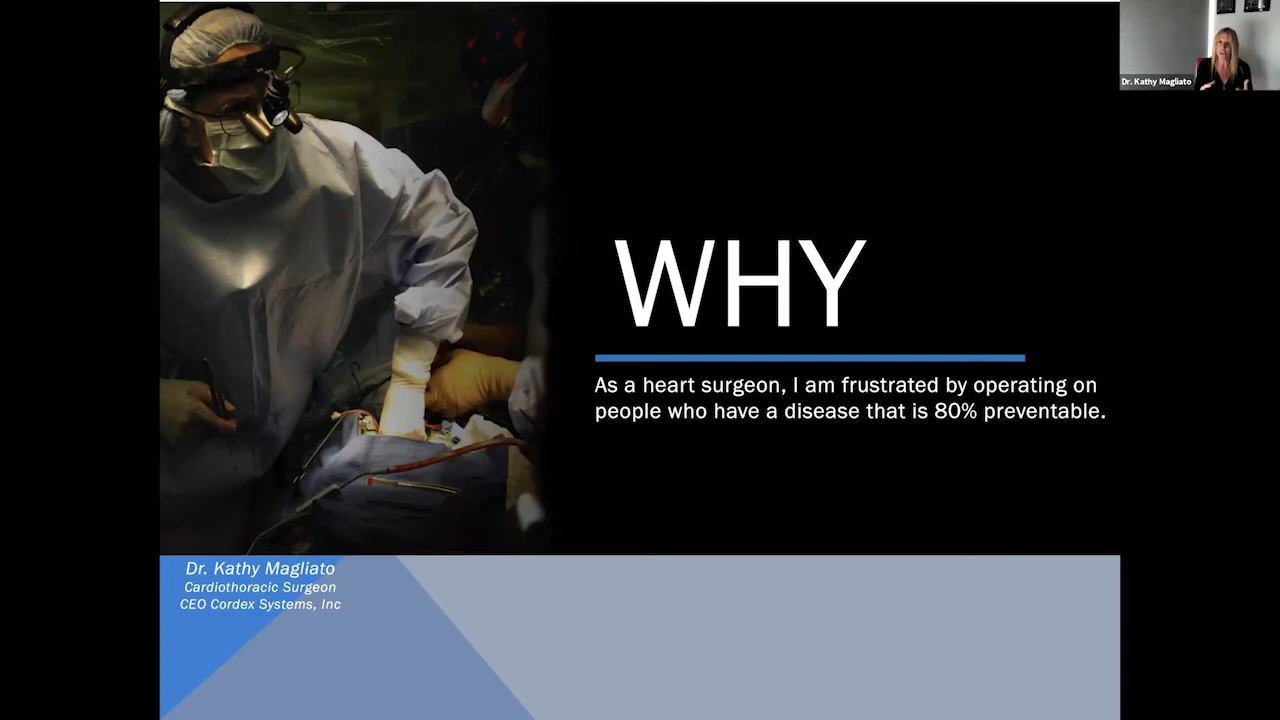 Dr. Kathy Magliato
WHY
As a heart surgeon, I am frustrated by operating on
people who have a disease that is 80% preventable.
Dr. Kathy Magliato
Cardiothoracic Surgeon
CEO Cordex Systems, Inc